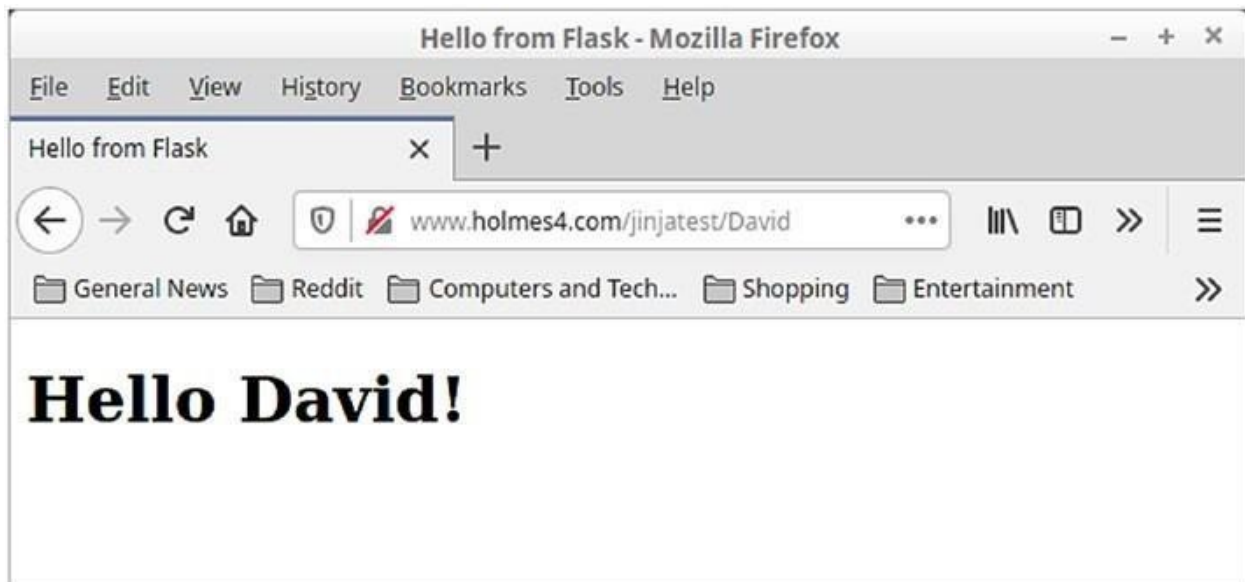 Hello from Flask - Mozilla Firefox
File Edit View History Bookmarks Tools Help
Hello from Flask
www.holmes4.com/jinjatest/David
General News Reddit Computers and Tech... Shopping Entertainment
Hello David!